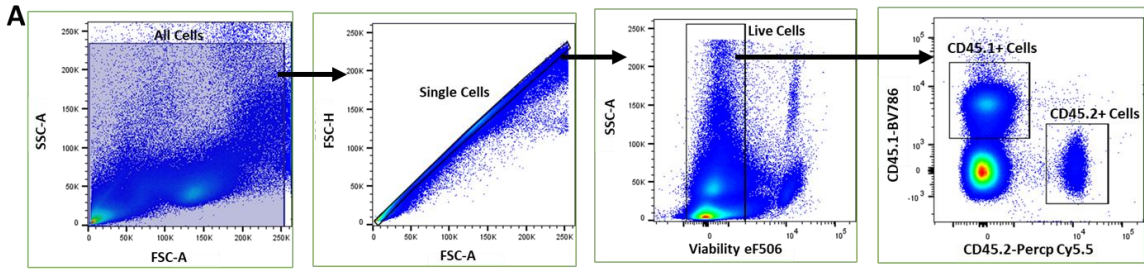 A
All Cells
250K
200K
150K
100K
50K
0
SSC-A
0 50K 100K 150K 200K 250K
FSC-A
Single Cells
250K
200K
150K
100K
50K
0
FSC-H
0 50K 100K 150K 200K 250K
FSC-A
Live Cells
250K
200K
150K
100K
50K
0
SSC-A
0 10^4 10^5
Viability eF506
CD45.1+ Cells
CD45.2+ Cells
10^5
10^4
10^3
0
-10^3
CD45.1-BV786
0 10^4 10^5
CD45.2-Percp Cy5.5